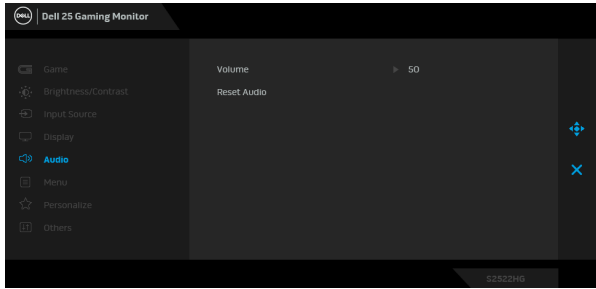 DELL
Dell 25 Gaming Monitor
Game
Brightness/Contrast
Input Source
Display
Audio
Menu
Personalize
Others
Volume 50
Reset Audio
S2522HG